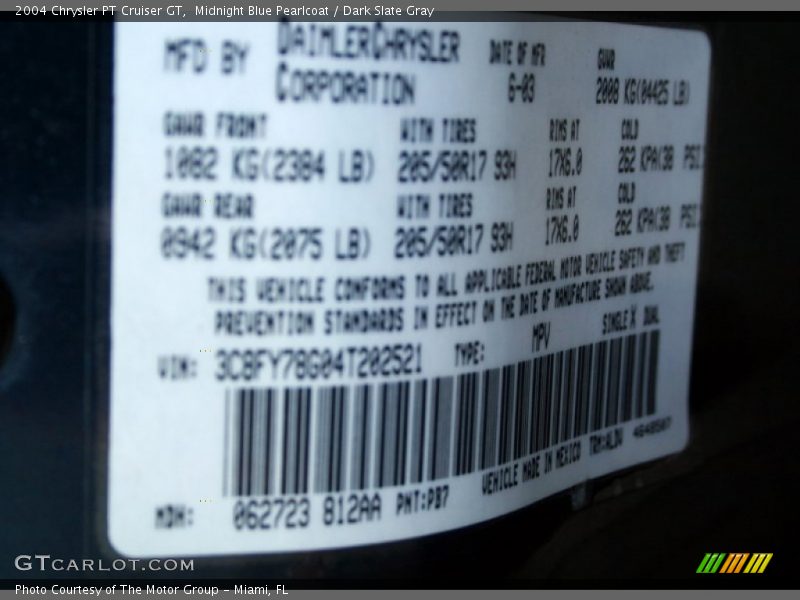 2004 Chrysler PT Cruiser GT, Midnight Blue Pearlcoat / Dark Slate Gray
MFD BY DAIMLERCHRYSLER CORPORATION DATE OF MFR 6-03 GVWR 2008 KG(04425 LB)
GAWR FRONT WITH TIRES RIMS AT COLD
1082 KG(2384 LB) 205/50R17 93H 17X6.0 262 KPA(38 PSI
GAWR REAR WITH TIRES RIMS AT COLD
0942 KG(2075 LB) 205/50R17 93H 17X6.0 262 KPA(38 PSI
THIS VEHICLE CONFORMS TO ALL APPLICABLE FEDERAL MOTOR VEHICLE SAFETY AND THEFT
PREVENTION STANDARDS IN EFFECT ON THE DATE OF MANUFACTURE SHOWN ABOVE.
VIN: 3C8FY78G04T202521 TYPE: MPV SINGLE X DUAL
VEHICLE MADE IN MEXICO
MDH: 062723 812AA PNT:PB7
GTCARLOT.COM
Photo Courtesy of The Motor Group - Miami, FL